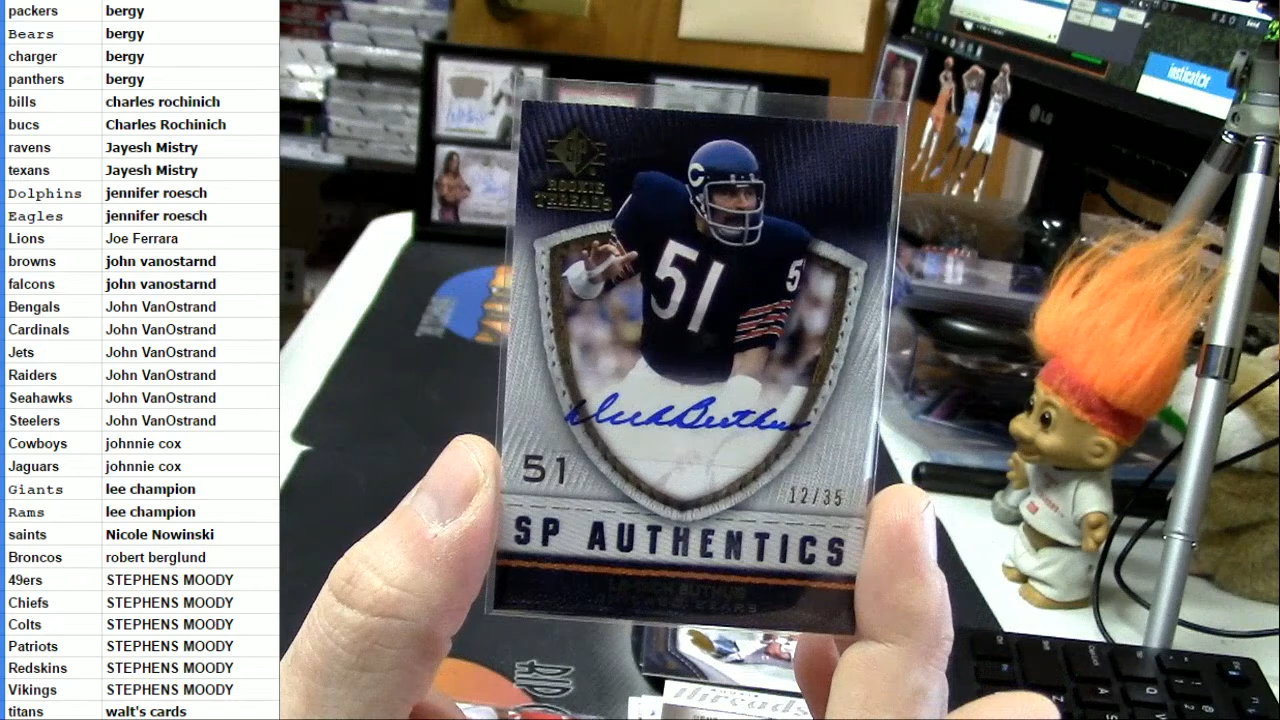 packers bergy
Bears bergy
charger bergy
panthers bergy
bills charles rochinich
bucs Charles Rochinich
ravens Jayesh Mistry
texans Jayesh Mistry
Dolphins jennifer roesch
Eagles jennifer roesch
Lions Joe Ferrara
browns john vanostarnd
falcons john vanostarnd
Bengals John VanOstrand
Cardinals John VanOstrand
Jets John VanOstrand
Raiders John VanOstrand
Seahawks John VanOstrand
Steelers John VanOstrand
Cowboys johnnie cox
Jaguars johnnie cox
Giants lee champion
Rams lee champion
saints Nicole Nowinski
Broncos robert berglund
49ers STEPHENS MOODY
Chiefs STEPHENS MOODY
Colts STEPHENS MOODY
Patriots STEPHENS MOODY
Redskins STEPHENS MOODY
Vikings STEPHENS MOODY
titans walt's cards
SP
ROOKIE
THREADS
C
51
5
Dick Butkus
51
12/35
SP AUTHENTICS
LG